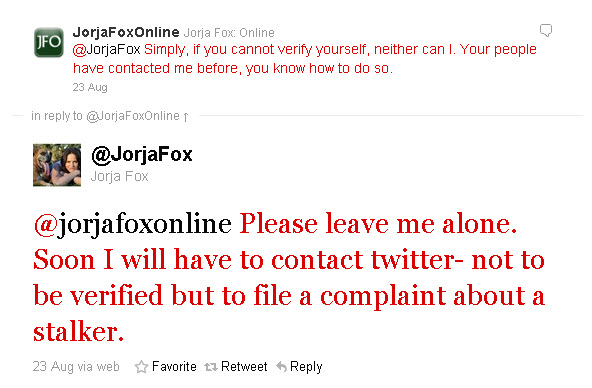 JFO
JorjaFoxOnline Jorja Fox: Online
@JorjaFox Simply, if you cannot verify yourself, neither can I. Your people
have contacted me before, you know how to do so.
23 Aug
in reply to @JorjaFoxOnline ↑
@JorjaFox
Jorja Fox
@jorjafoxonline Please leave me alone.
Soon I will have to contact twitter- not to
be verified but to file a complaint about a
stalker.
23 Aug via web Favorite Retweet Reply